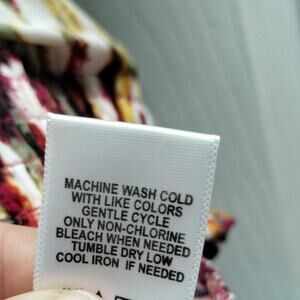 MACHINE WASH COLD
WITH LIKE COLORS
GENTLE CYCLE
ONLY NON-CHLORINE
BLEACH WHEN NEEDED
TUMBLE DRY LOW
COOL IRON IF NEEDED